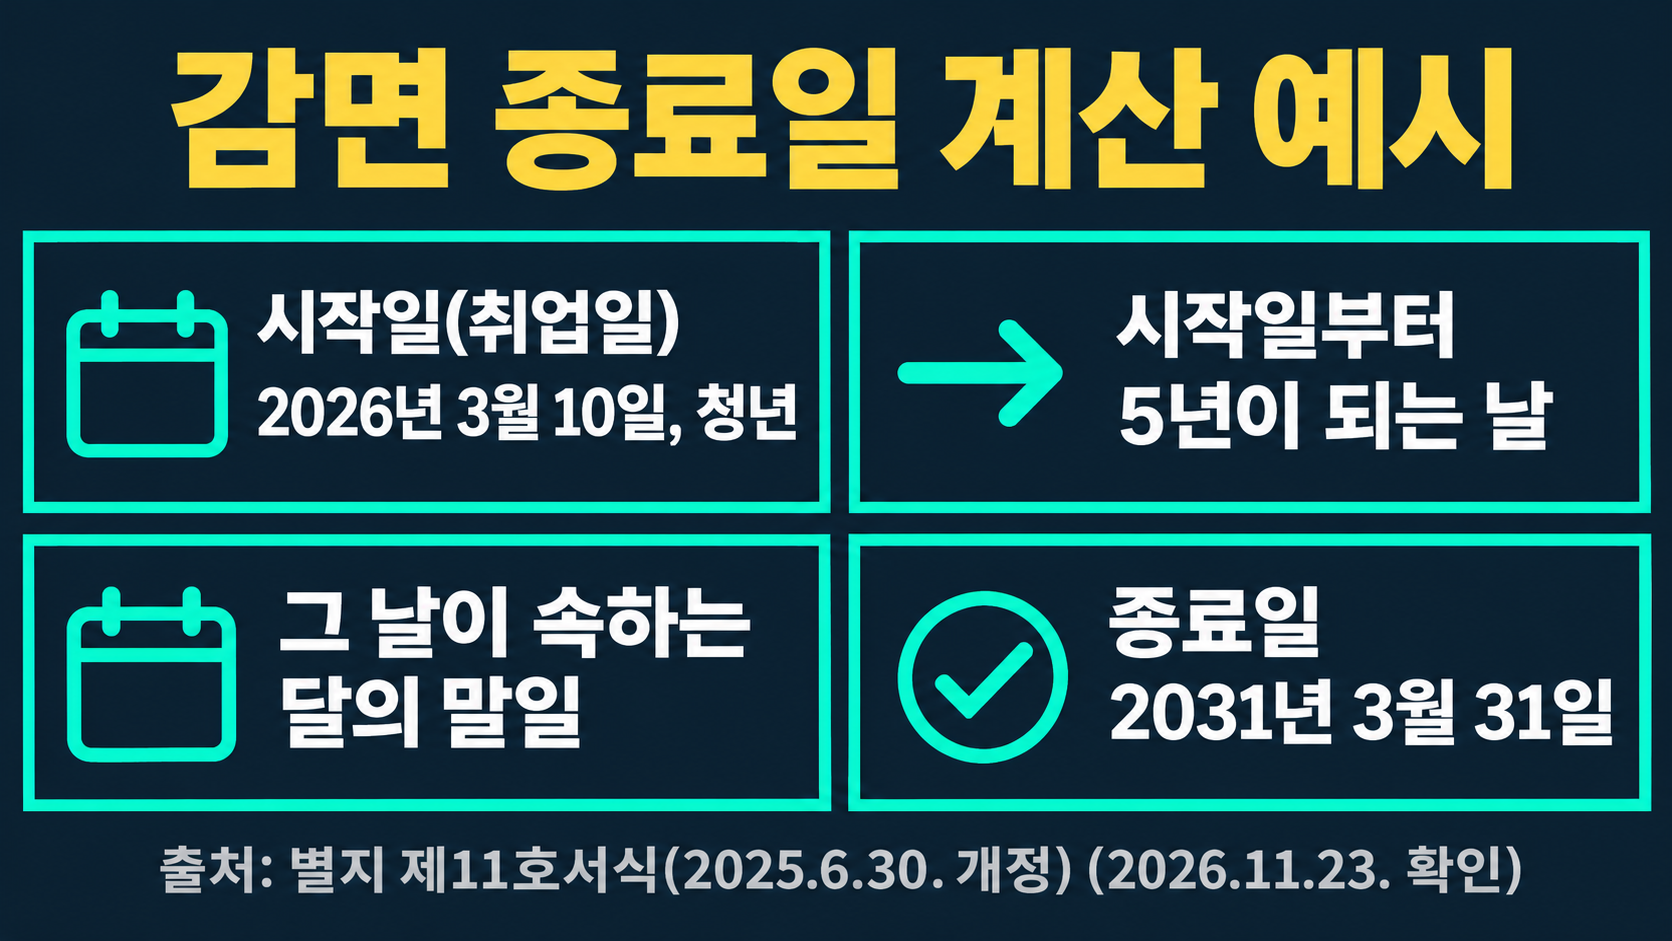 감면 종료일 계산 예시
시작일(취업일)
2026년 3월 10일, 청년
시작일부터
5년이 되는 날
그 날이 속하는
달의 말일
종료일
2031년 3월 31일
출처: 별지 제11호서식(2025.6.30. 개정) (2026.11.23. 확인)